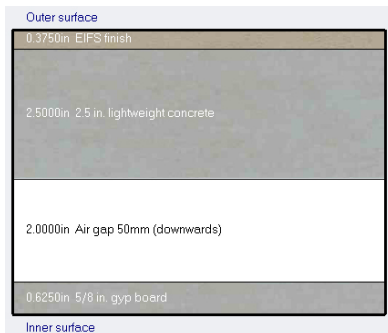 Outer surface
0.3750in EIFS finish
2.5000in 2.5 in. lightweight concrete
2.0000in Air gap 50mm (downwards)
0.6250in 5/8 in. gyp board
Inner surface